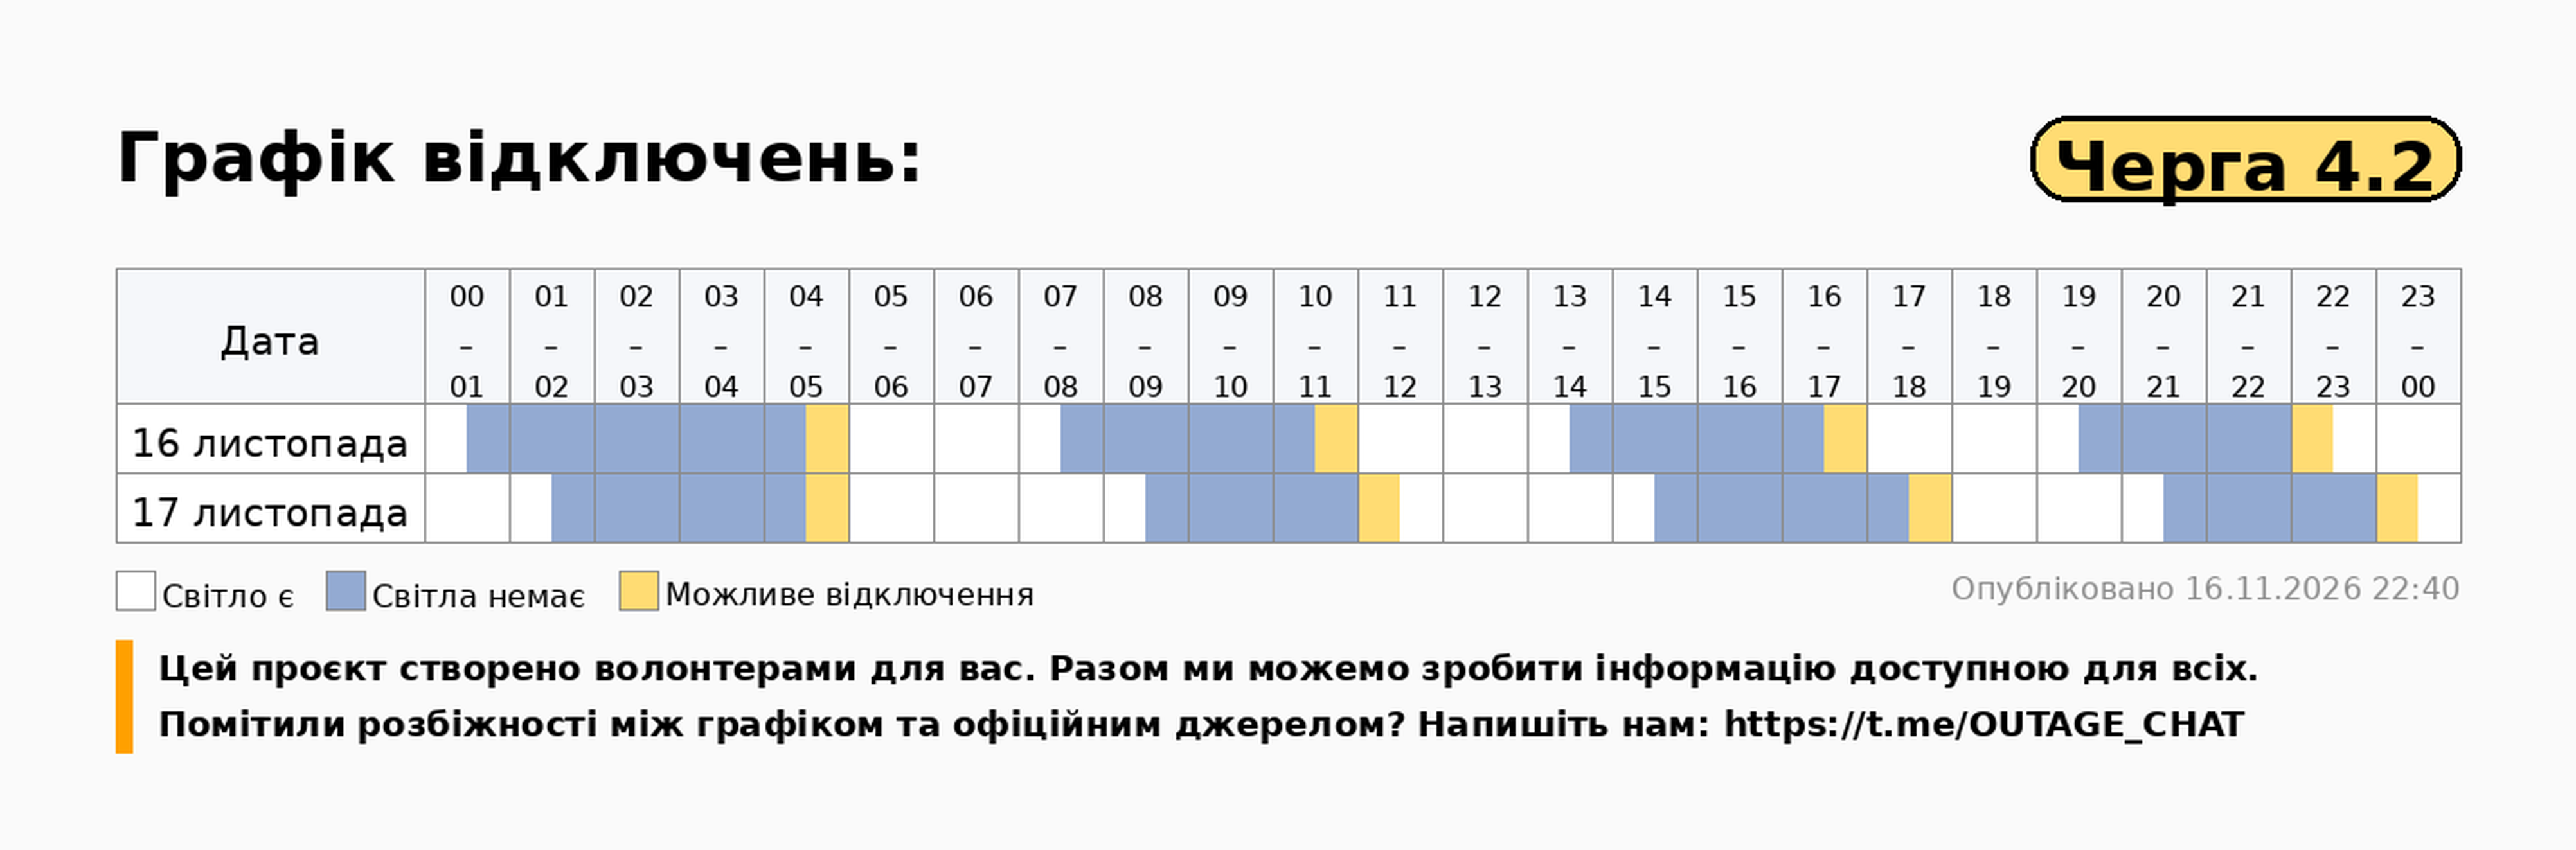 Графік відключень:
Черга 4.2
Дата
00 – 01
01 – 02
02 – 03
03 – 04
04 – 05
05 – 06
06 – 07
07 – 08
08 – 09
09 – 10
10 – 11
11 – 12
12 – 13
13 – 14
14 – 15
15 – 16
16 – 17
17 – 18
18 – 19
19 – 20
20 – 21
21 – 22
22 – 23
23 – 00
16 листопада
17 листопада
Світло є
Світла немає
Можливе відключення
Опубліковано 16.11.2026 22:40
Цей проєкт створено волонтерами для вас. Разом ми можемо зробити інформацію доступною для всіх.
Помітили розбіжності між графіком та офіційним джерелом? Напишіть нам: https://t.me/OUTAGE_CHAT